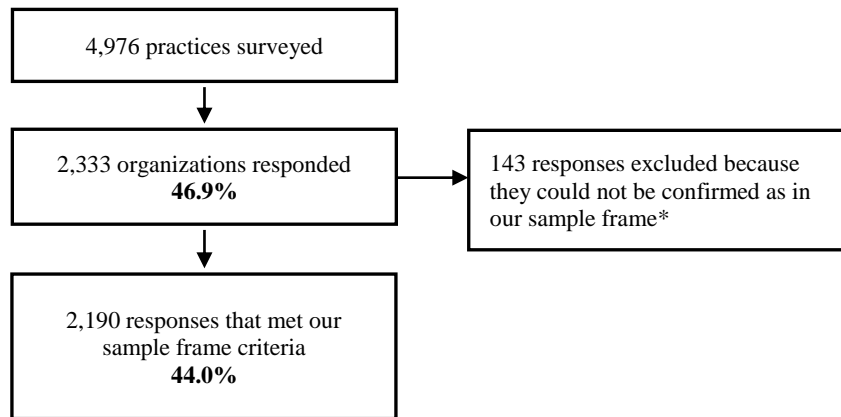 4,976 practices surveyed
2,333 organizations responded
46.9%
143 responses excluded because
they could not be confirmed as in
our sample frame*
2,190 responses that met our
sample frame criteria
44.0%